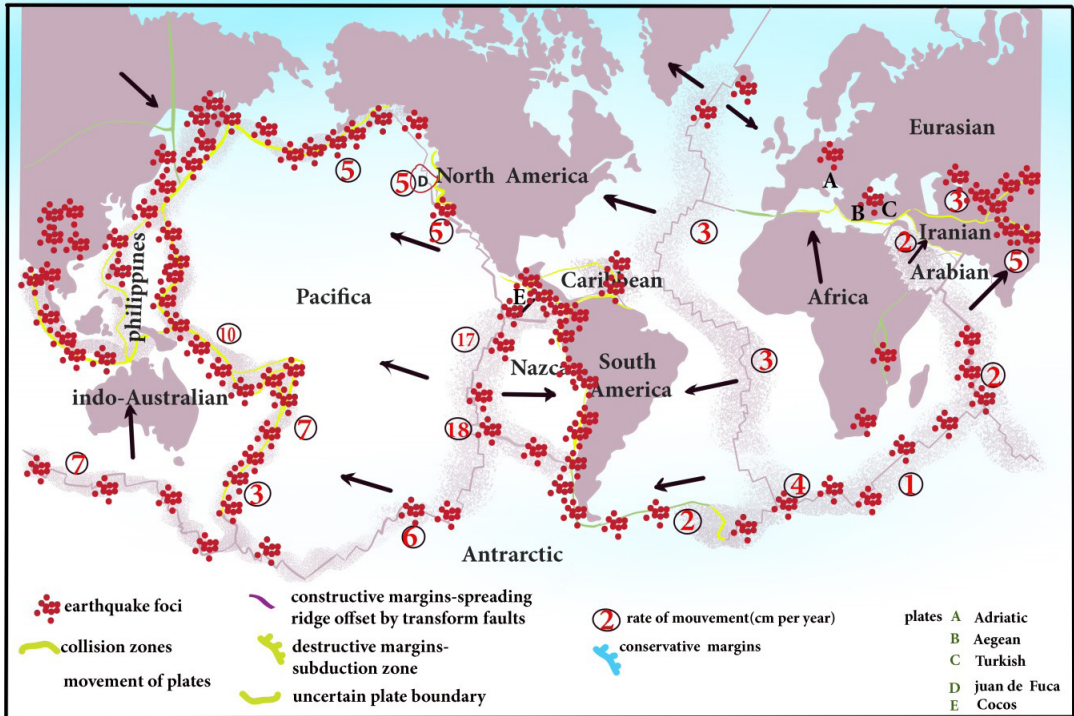 Eurasian
A
North America
5
5
D
5
3
B
C
3
2
Iranian
5
Arabian
philippines
Pacifica
E
Caribbean
3
Africa
10
17
Nazca
South
America
3
2
indo-Australian
7
18
7
3
6
2
4
1
Antrarctic
earthquake foci
collision zones
movement of plates
constructive margins-spreading
ridge offset by transform faults
destructive margins-
subduction zone
uncertain plate boundary
2 rate of mouvement(cm per year)
conservative margins
plates A Adriatic
B Aegean
C Turkish
D juan de Fuca
E Cocos